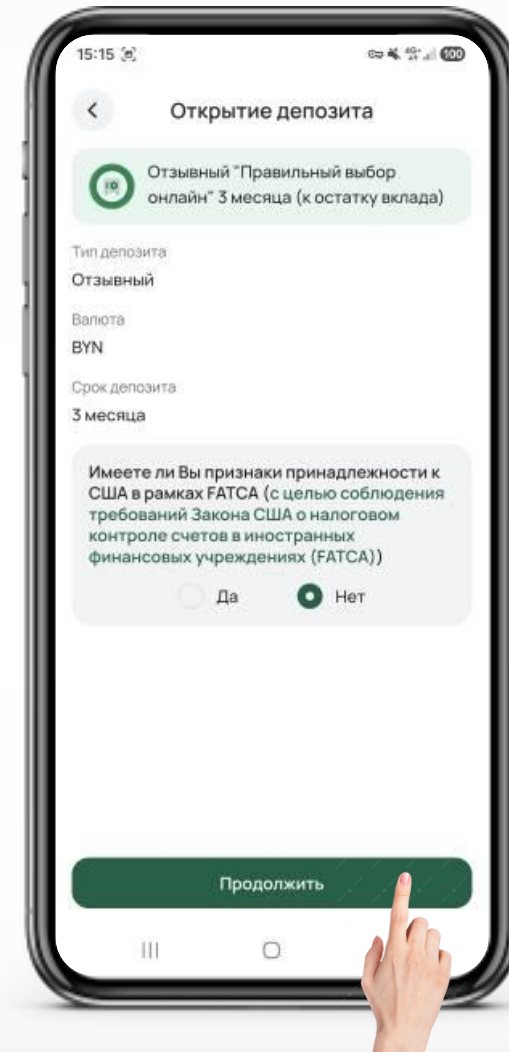 15:15
4G+ 100
Открытие депозита
Отзывный "Правильный выбор
онлайн" 3 месяца (к остатку вклада)
Тип депозита
Отзывный
Валюта
BYN
Срок депозита
3 месяца
Имеете ли Вы признаки принадлежности к
США в рамках FATCA (с целью соблюдения
требований Закона США о налоговом
контроле счетов в иностранных
финансовых учреждениях (FATCA))
Да Нет
Продолжить